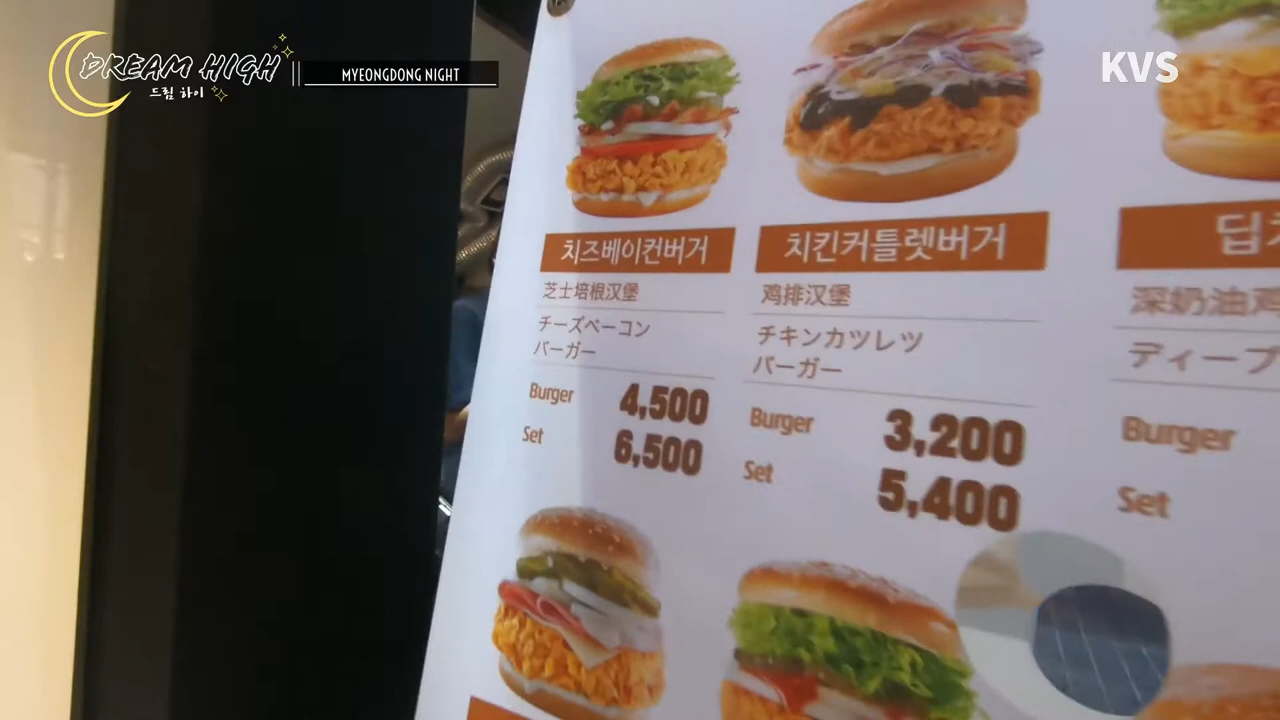 DREAM HIGH
드림 하이
MYEONGDONG NIGHT
KVS
치즈베이컨버거
芝士培根汉堡
チーズベーコン
バーガー
Burger 4,500
Set 6,500
치킨커틀렛버거
鸡排汉堡
チキンカツレツ
バーガー
Burger 3,200
Set 5,400
딥
深奶油鸡
ディープ
Burger
Set